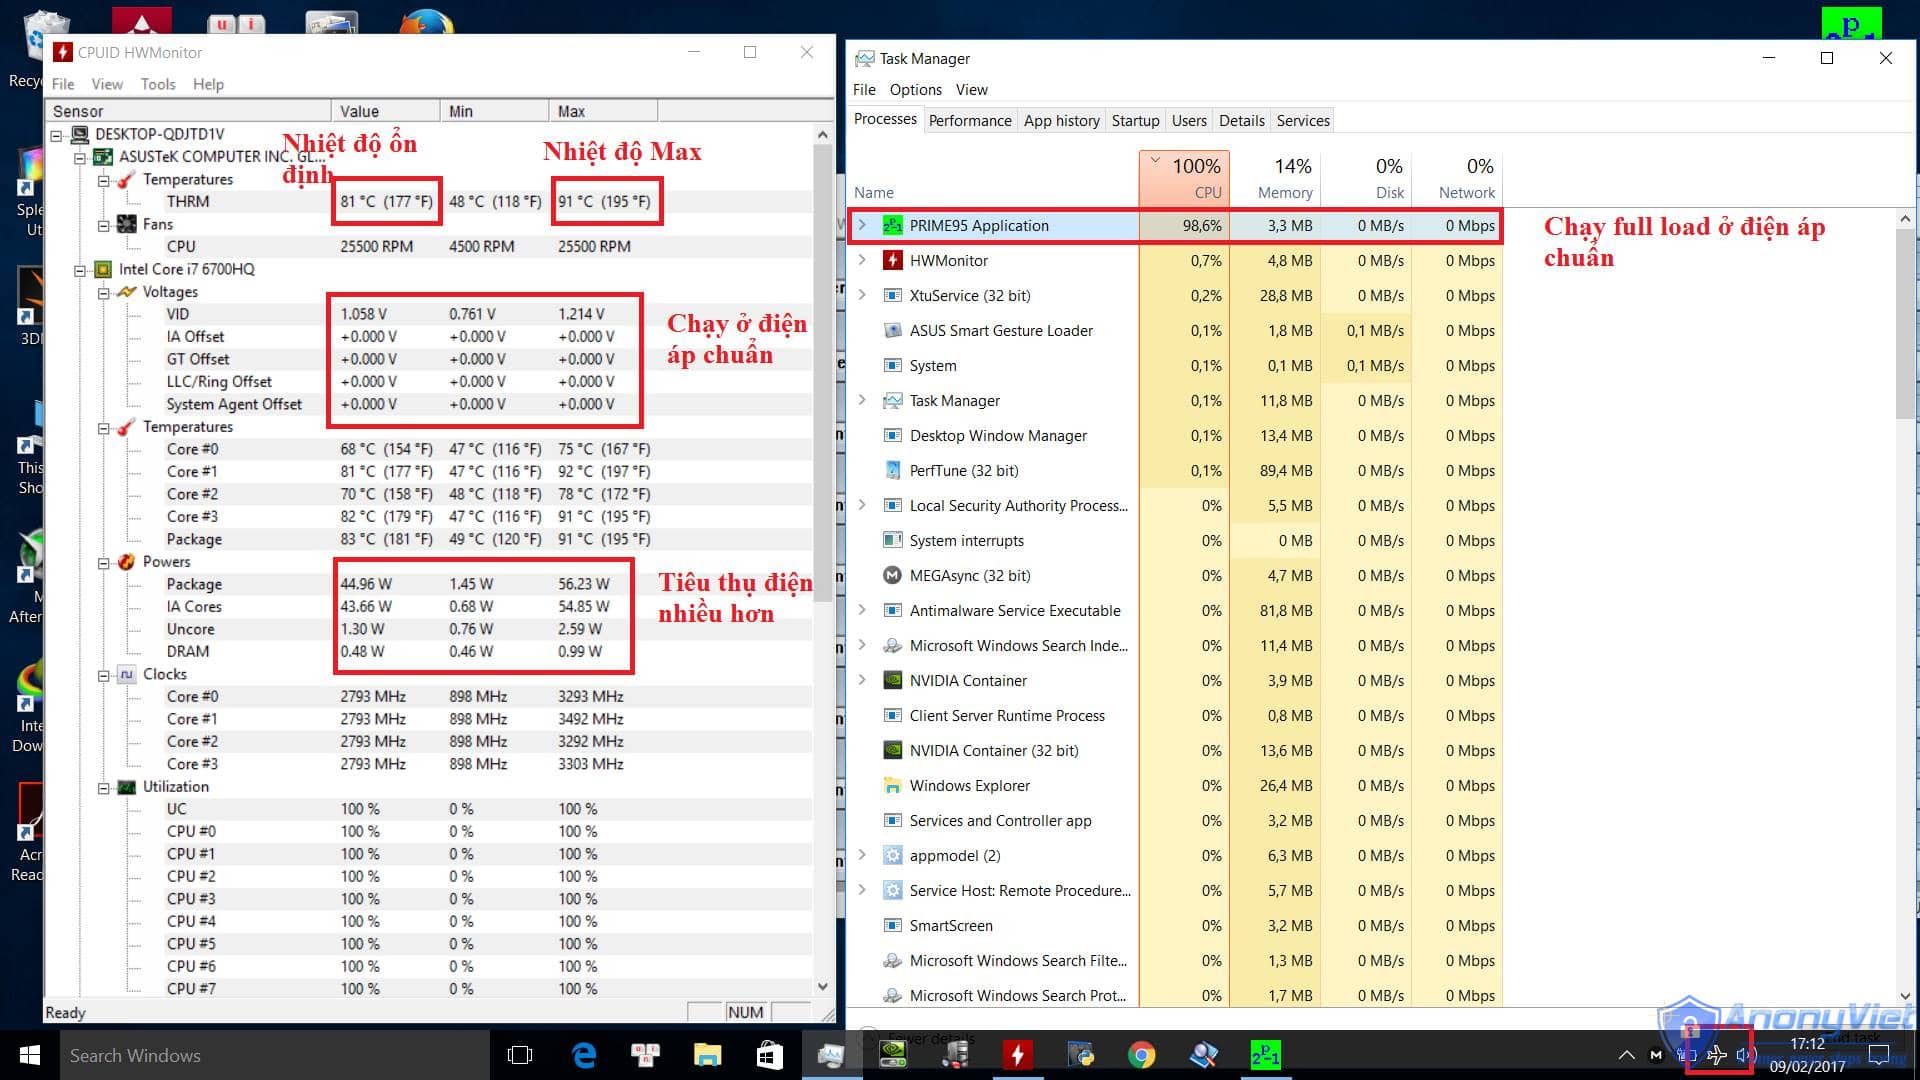 CPUID HWMonitor
File View Tools Help
Sensor Value Min Max
DESKTOP-QDJTD1V
ASUSTeK COMPUTER INC. GL...
Nhiệt độ ổn
định
Nhiệt độ Max
Temperatures
THRM 81 °C (177 °F) 48 °C (118 °F) 91 °C (195 °F)
Fans
CPU 25500 RPM 4500 RPM 25500 RPM
Intel Core i7 6700HQ
Voltages
VID 1.058 V 0.761 V 1.214 V
IA Offset +0.000 V +0.000 V +0.000 V
GT Offset +0.000 V +0.000 V +0.000 V
LLC/Ring Offset +0.000 V +0.000 V +0.000 V
System Agent Offset +0.000 V +0.000 V +0.000 V
Chạy ở điện
áp chuẩn
Temperatures
Core #0 68 °C (154 °F) 47 °C (116 °F) 75 °C (167 °F)
Core #1 81 °C (177 °F) 47 °C (116 °F) 92 °C (197 °F)
Core #2 70 °C (158 °F) 48 °C (118 °F) 78 °C (172 °F)
Core #3 82 °C (179 °F) 47 °C (116 °F) 91 °C (195 °F)
Package 83 °C (181 °F) 49 °C (120 °F) 91 °C (195 °F)
Powers
Package 44.96 W 1.45 W 56.23 W
IA Cores 43.66 W 0.68 W 54.85 W
Uncore 1.30 W 0.76 W 2.59 W
DRAM 0.48 W 0.46 W 0.99 W
Tiêu thụ điện
nhiều hơn
Clocks
Core #0 2793 MHz 898 MHz 3293 MHz
Core #1 2793 MHz 898 MHz 3492 MHz
Core #2 2793 MHz 898 MHz 3292 MHz
Core #3 2793 MHz 898 MHz 3303 MHz
Utilization
UC 100 % 0 % 100 %
CPU #0 100 % 0 % 100 %
CPU #1 100 % 0 % 100 %
CPU #2 100 % 0 % 100 %
CPU #3 100 % 0 % 100 %
CPU #4 100 % 0 % 100 %
CPU #5 100 % 0 % 100 %
CPU #6 100 % 0 % 100 %
CPU #7 100 % 0 % 100 %
Ready NUM
Task Manager
File Options View
Processes Performance App history Startup Users Details Services
100% 14% 0% 0%
Name CPU Memory Disk Network
PRIME95 Application 98,6% 3,3 MB 0 MB/s 0 Mbps
Chạy full load ở điện áp
chuẩn
HWMonitor 0,7% 4,8 MB 0 MB/s 0 Mbps
XtuService (32 bit) 0,2% 28,8 MB 0 MB/s 0 Mbps
ASUS Smart Gesture Loader 0,1% 1,8 MB 0,1 MB/s 0 Mbps
System 0,1% 0,1 MB 0,1 MB/s 0 Mbps
Task Manager 0,1% 11,8 MB 0 MB/s 0 Mbps
Desktop Window Manager 0,1% 13,4 MB 0 MB/s 0 Mbps
PerfTune (32 bit) 0,1% 89,4 MB 0 MB/s 0 Mbps
Local Security Authority Process... 0% 5,5 MB 0 MB/s 0 Mbps
System interrupts 0% 0 MB 0 MB/s 0 Mbps
MEGAsync (32 bit) 0% 4,7 MB 0 MB/s 0 Mbps
Antimalware Service Executable 0% 81,8 MB 0 MB/s 0 Mbps
Microsoft Windows Search Inde... 0% 11,4 MB 0 MB/s 0 Mbps
NVIDIA Container 0% 3,9 MB 0 MB/s 0 Mbps
Client Server Runtime Process 0% 0,8 MB 0 MB/s 0 Mbps
NVIDIA Container (32 bit) 0% 13,6 MB 0 MB/s 0 Mbps
Windows Explorer 0% 26,4 MB 0 MB/s 0 Mbps
Services and Controller app 0% 3,2 MB 0 MB/s 0 Mbps
appmodel (2) 0% 6,3 MB 0 MB/s 0 Mbps
Service Host: Remote Procedure... 0% 5,7 MB 0 MB/s 0 Mbps
SmartScreen 0% 3,2 MB 0 MB/s 0 Mbps
Microsoft Windows Search Filte... 0% 1,3 MB 0 MB/s 0 Mbps
Microsoft Windows Search Prot... 0% 1,7 MB 0 MB/s 0 Mbps
Fewer details
AnonyViet
Search Windows
17:12
09/02/2017